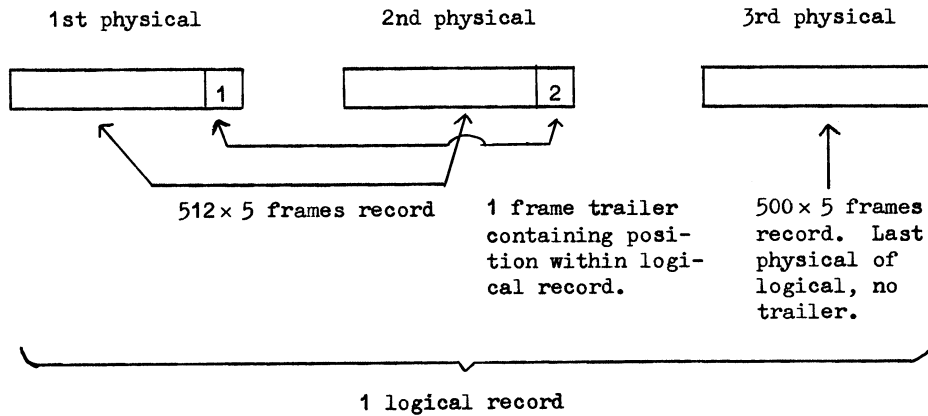 1st physical
2nd physical
3rd physical
1
2
512 × 5 frames record
1 frame trailer
containing posi-
tion within logi-
cal record.
500 × 5 frames
record. Last
physical of
logical, no
trailer.
1 logical record